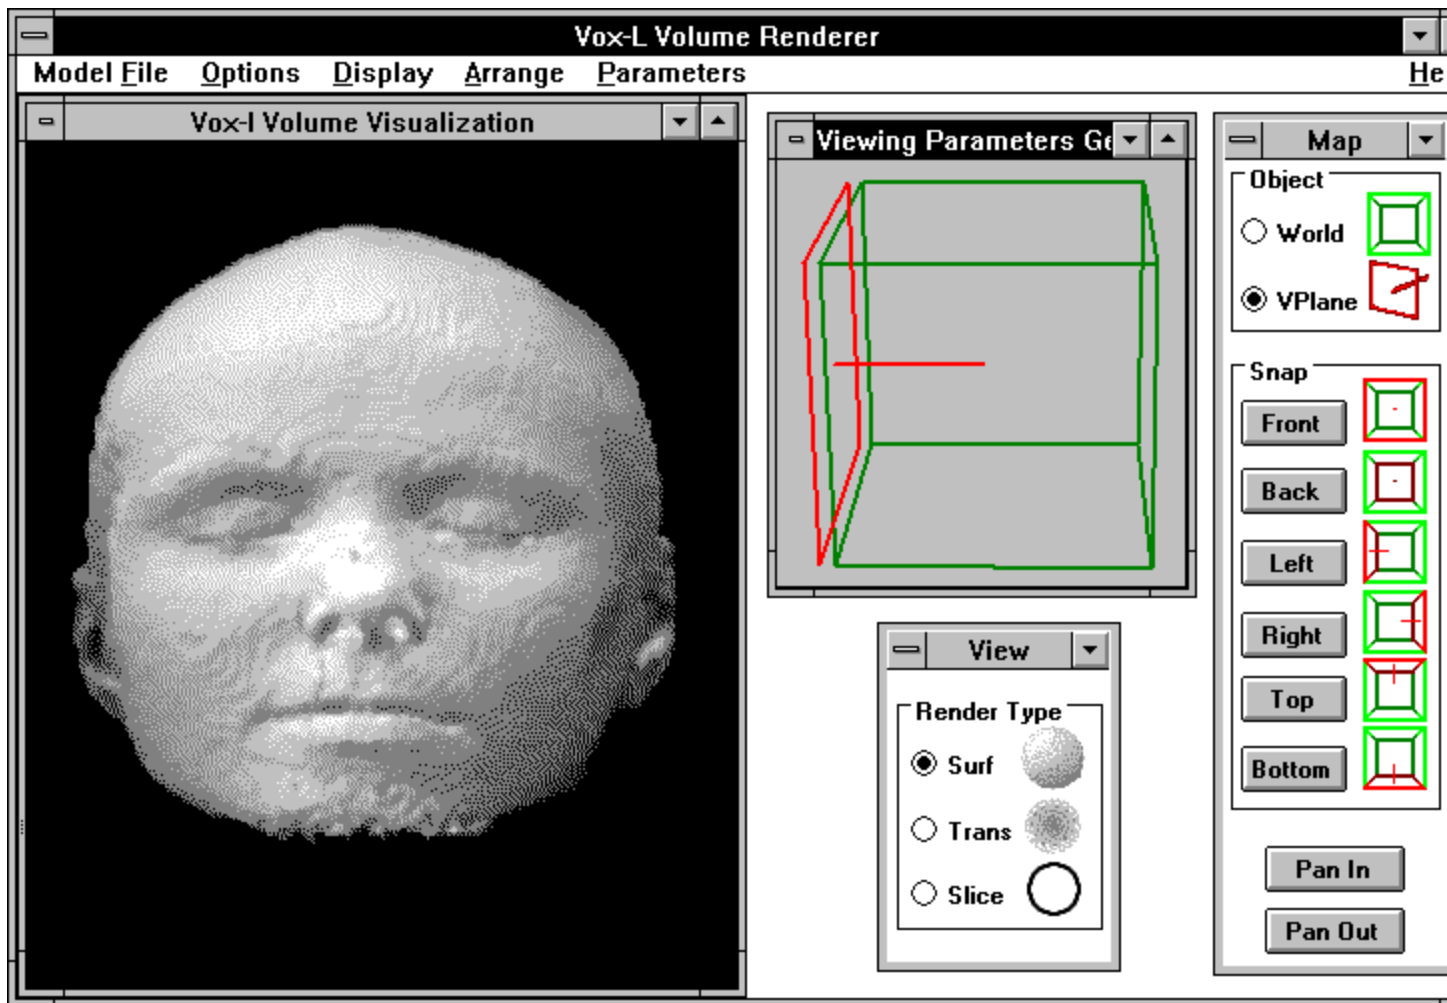 Vox-L Volume Renderer
Model File Options Display Arrange Parameters He
Vox-l Volume Visualization
Viewing Parameters Ge
Map
Object
World
VPlane
Snap
Front
Back
Left
Right
Top
Bottom
Pan In
Pan Out
View
Render Type
Surf
Trans
Slice